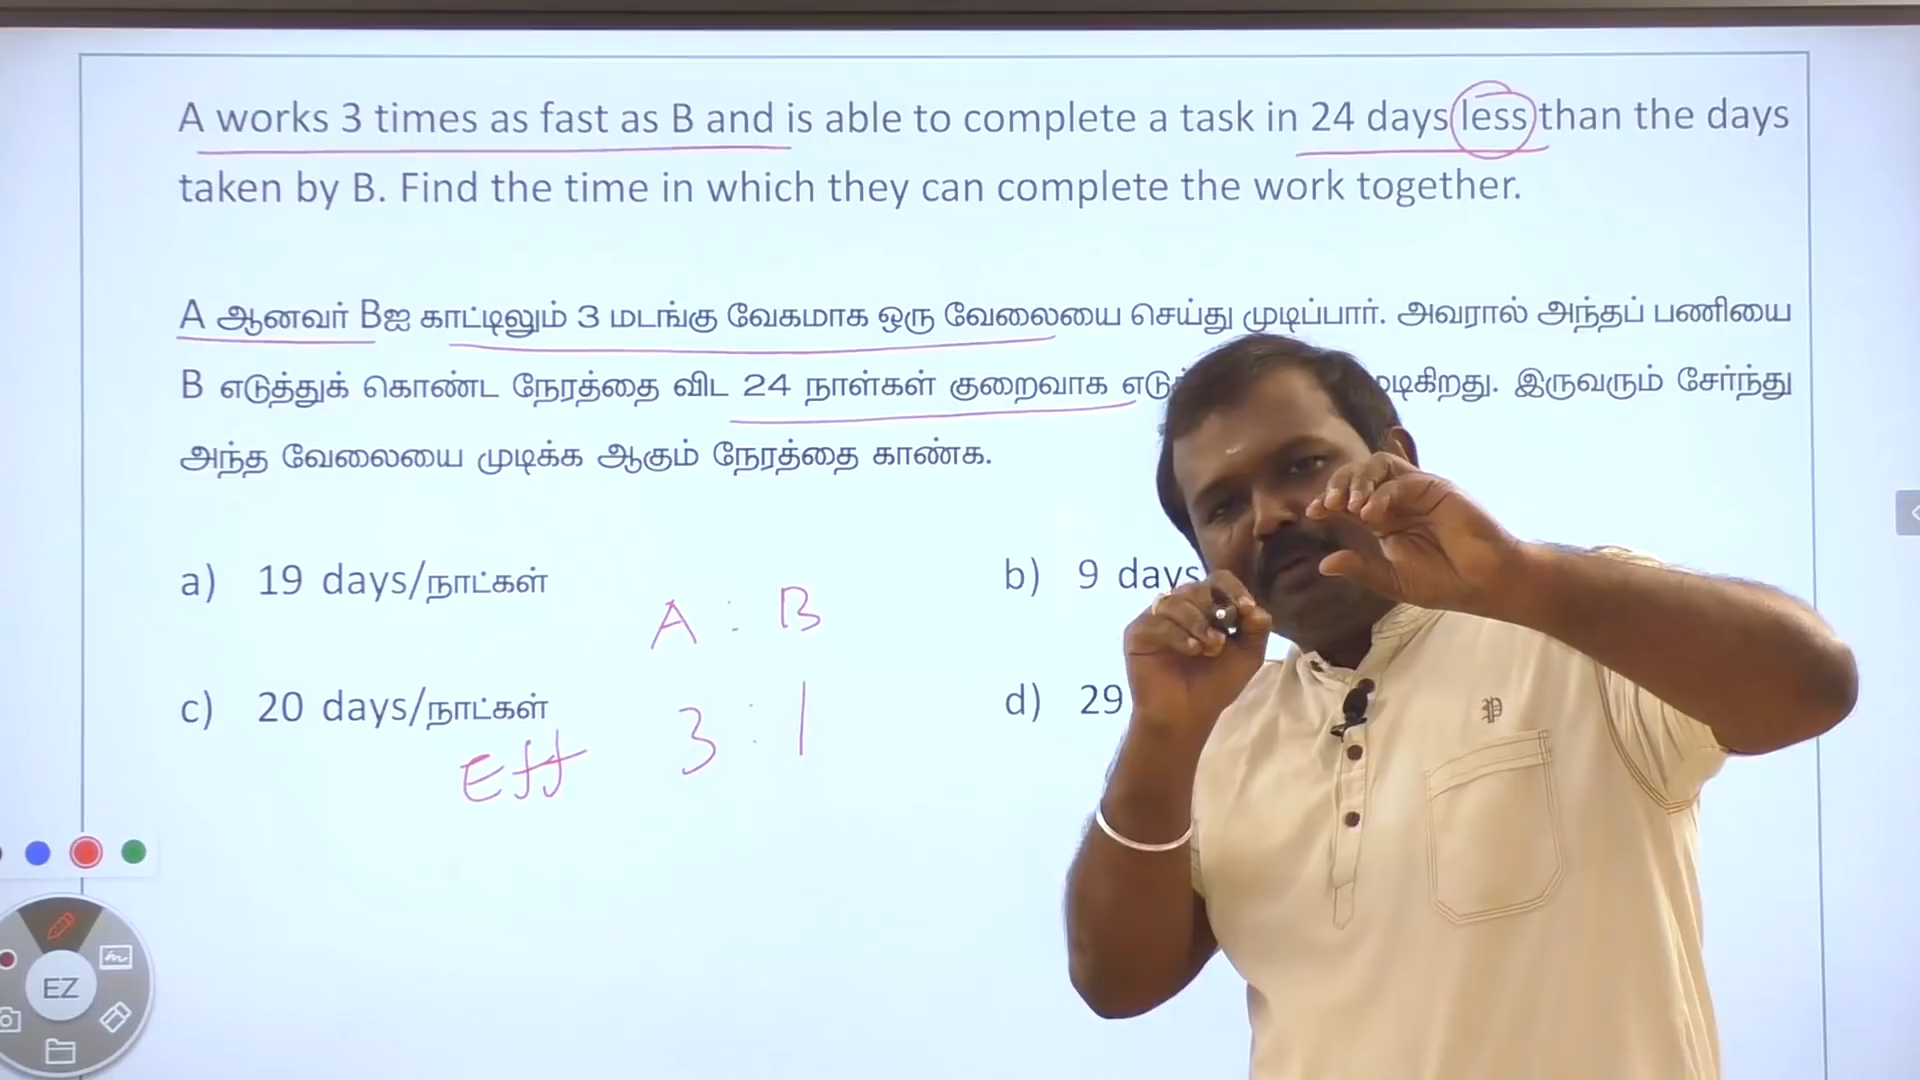 A works 3 times as fast as B and is able to complete a task in 24 days less than the days
taken by B. Find the time in which they can complete the work together.
A ஆனவர் Bஐ காட்டிலும் 3 மடங்கு வேகமாக ஒரு வேலையை செய்து முடிப்பார். அவரால் அந்தப் பணியை
B எடுத்துக் கொண்ட நேரத்தை விட 24 நாள்கள் குறைவாக இருவரும் சேர்ந்து
அந்த வேலையை முடிக்க ஆகும் நேரத்தை காண்க.
a) 19 days/நாட்கள்
b) 9 days
c) 20 days/நாட்கள்
d) 29
A : B
Eff 3 : 1
EZ
P